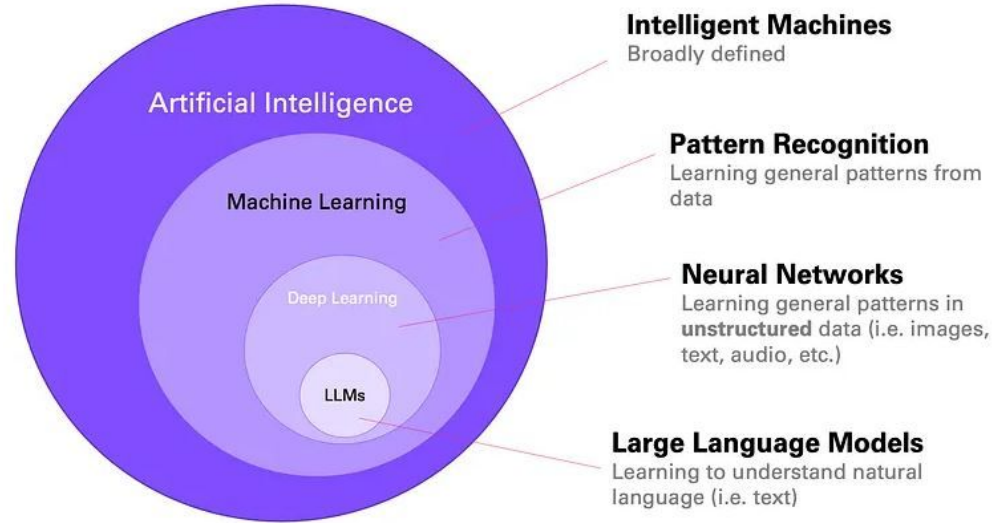 Artificial Intelligence
Machine Learning
Deep Learning
LLMs
Intelligent Machines
Broadly defined
Pattern Recognition
Learning general patterns from
data
Neural Networks
Learning general patterns in
unstructured data (i.e. images,
text, audio, etc.)
Large Language Models
Learning to understand natural
language (i.e. text)